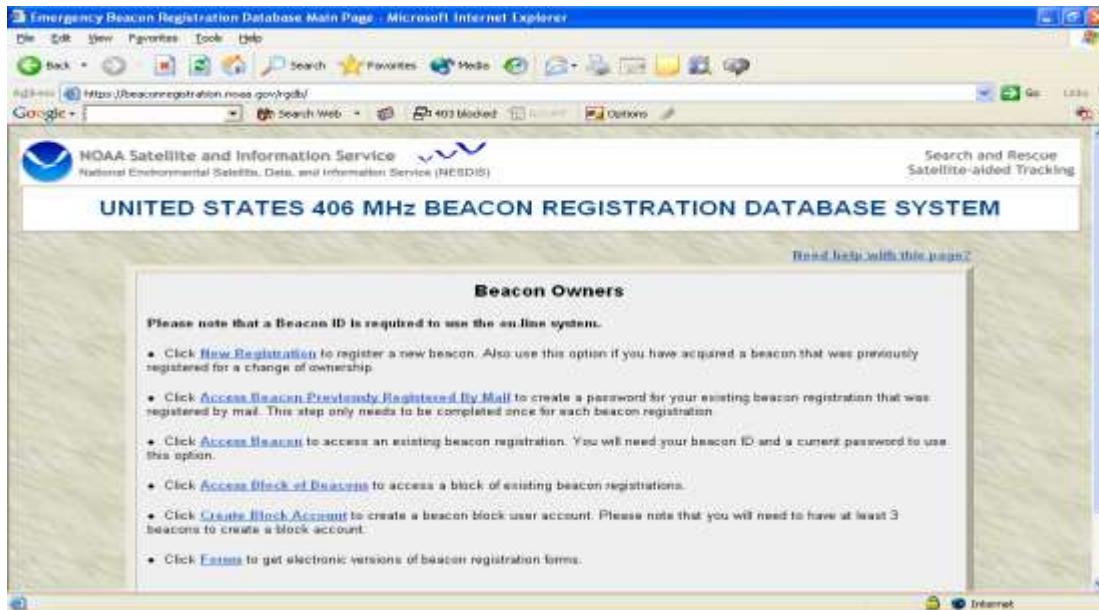 Emergency Beacon Registration Database Main Page - Microsoft Internet Explorer
File Edit View Favorites Tools Help
Back Search Favorites Media
Address https://beaconregistration.noaa.gov/rgdb/ Go Links
Google Search Web 403 blocked Options
NOAA Satellite and Information Service
National Environmental Satellite, Data, and Information Service (NESDIS)
Search and Rescue
Satellite-aided Tracking
UNITED STATES 406 MHz BEACON REGISTRATION DATABASE SYSTEM
Need help with this page?
Beacon Owners
Please note that a Beacon ID is required to use the on-line system.
• Click New Registration to register a new beacon. Also use this option if you have acquired a beacon that was previously
registered for a change of ownership.
• Click Access Beacon Previously Registered By Mail to create a password for your existing beacon registration that was
registered by mail. This step only needs to be completed once for each beacon registration.
• Click Access Beacon to access an existing beacon registration. You will need your beacon ID and a current password to use
this option.
• Click Access Block of Beacons to access a block of existing beacon registrations.
• Click Create Block Account to create a beacon block user account. Please note that you will need to have at least 3
beacons to create a block account.
• Click Forms to get electronic versions of beacon registration forms.
Internet